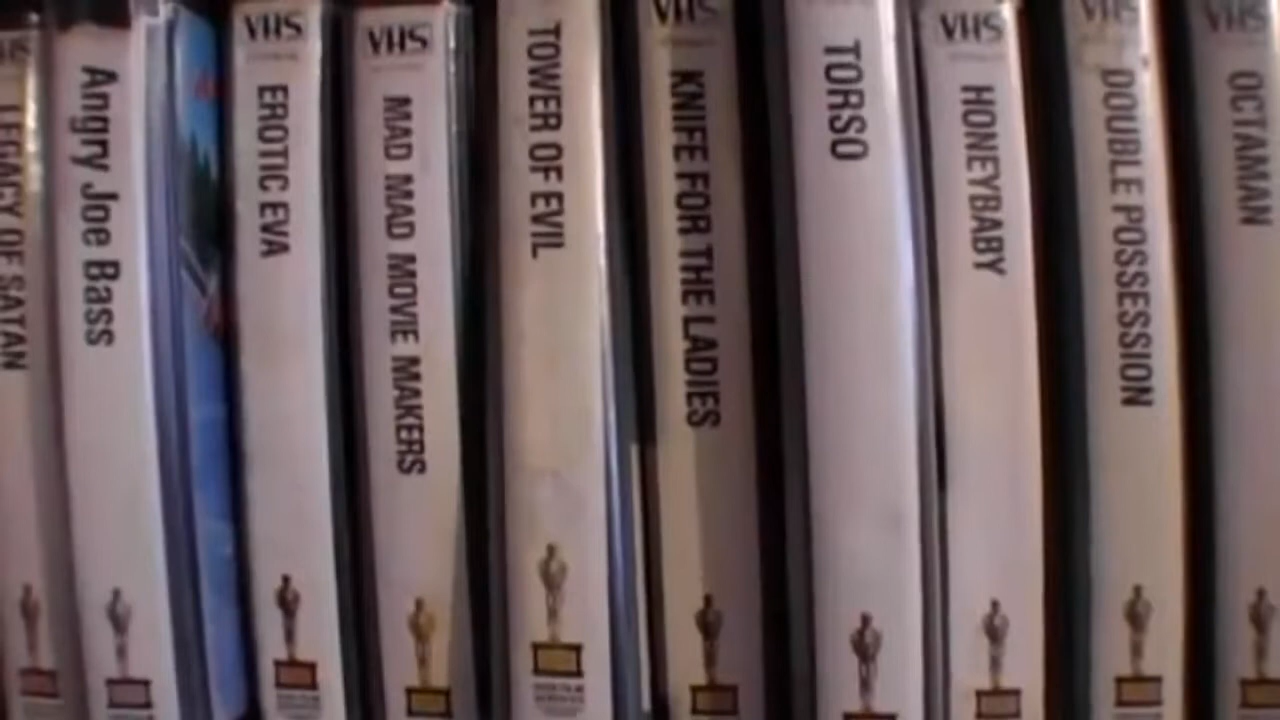 VHS
LEGACY OF SATAN
Angry Joe Bass
VHS
EROTIC EVA
VHS
MAD MAD MOVIE MAKERS
TOWER OF EVIL
VHS
KNIFE FOR THE LADIES
TORSO
VHS
HONEYBABY
VHS
DOUBLE POSSESSION
VHS
OCTAMAN